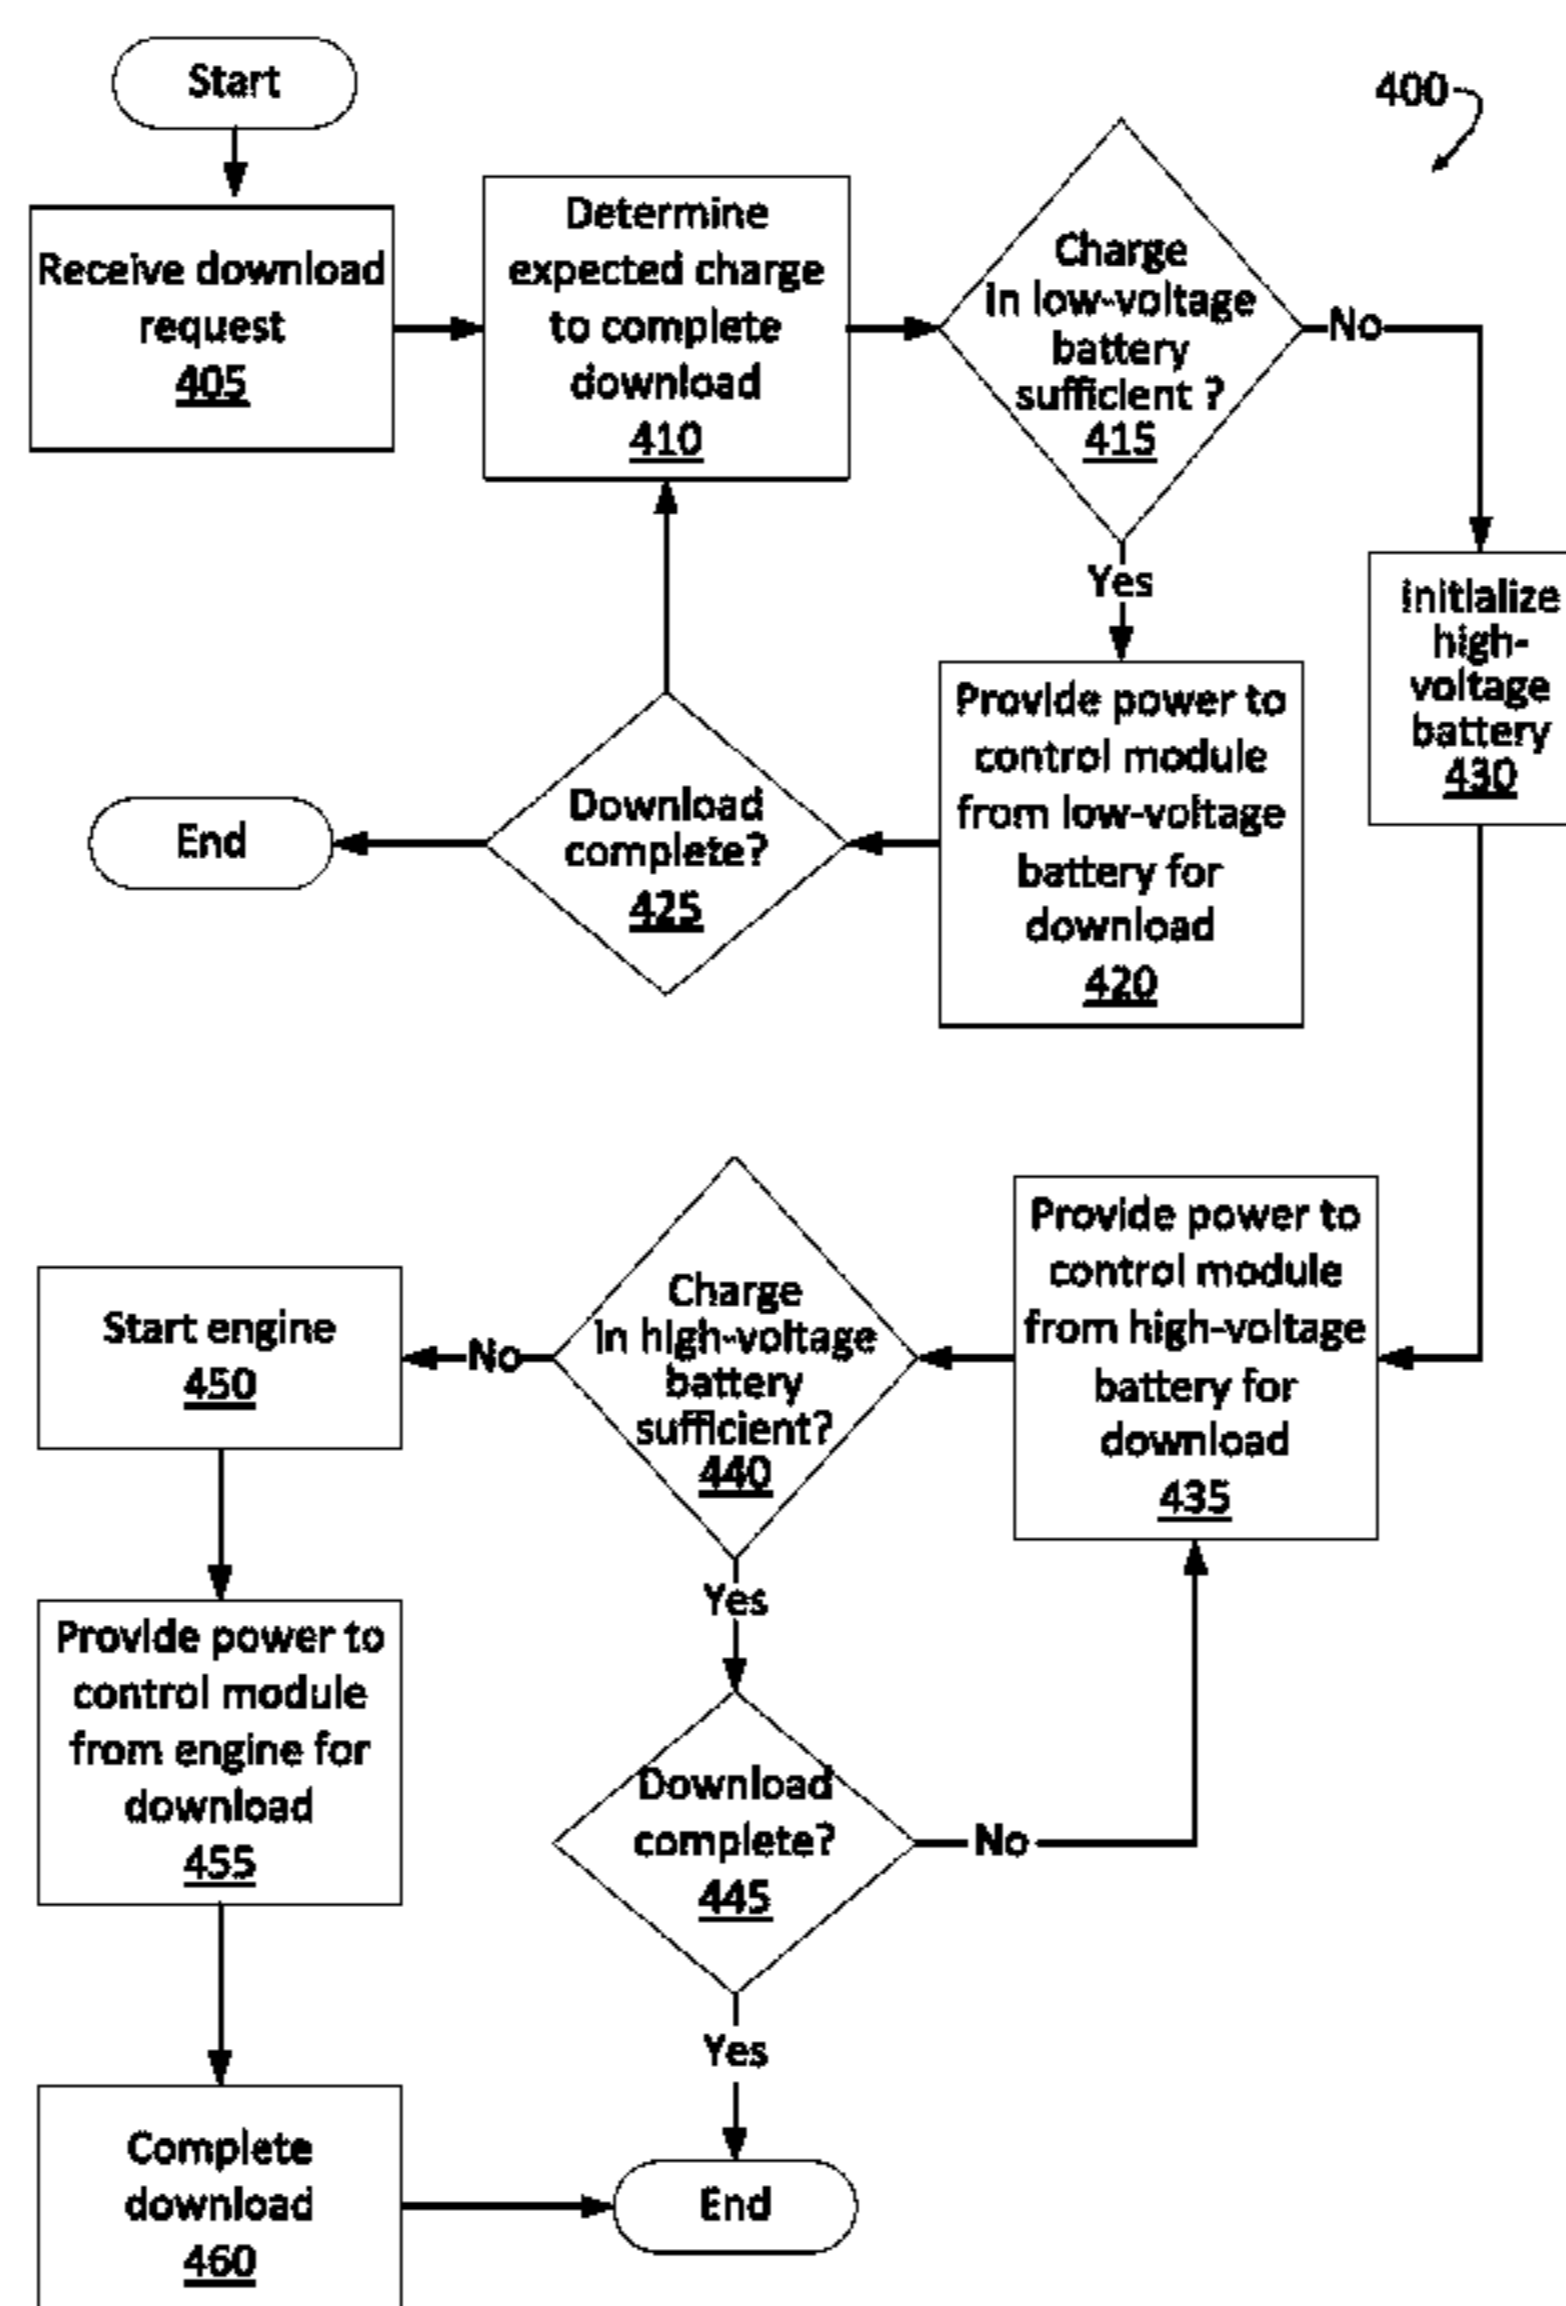 Start
400
Receive download
request
405
Determine
expected charge
to complete
download
410
Charge
in low-voltage
battery
sufficient ?
415
No
Yes
Initialize
high-
voltage
battery
430
Provide power to
control module
from low-voltage
battery for
download
420
Download
complete?
425
End
Provide power to
control module
from high-voltage
battery for
download
435
Charge
in high-voltage
battery
sufficient?
440
No
Start engine
450
Yes
Provide power to
control module
from engine for
download
455
Download
complete?
445
No
Yes
Complete
download
460
End